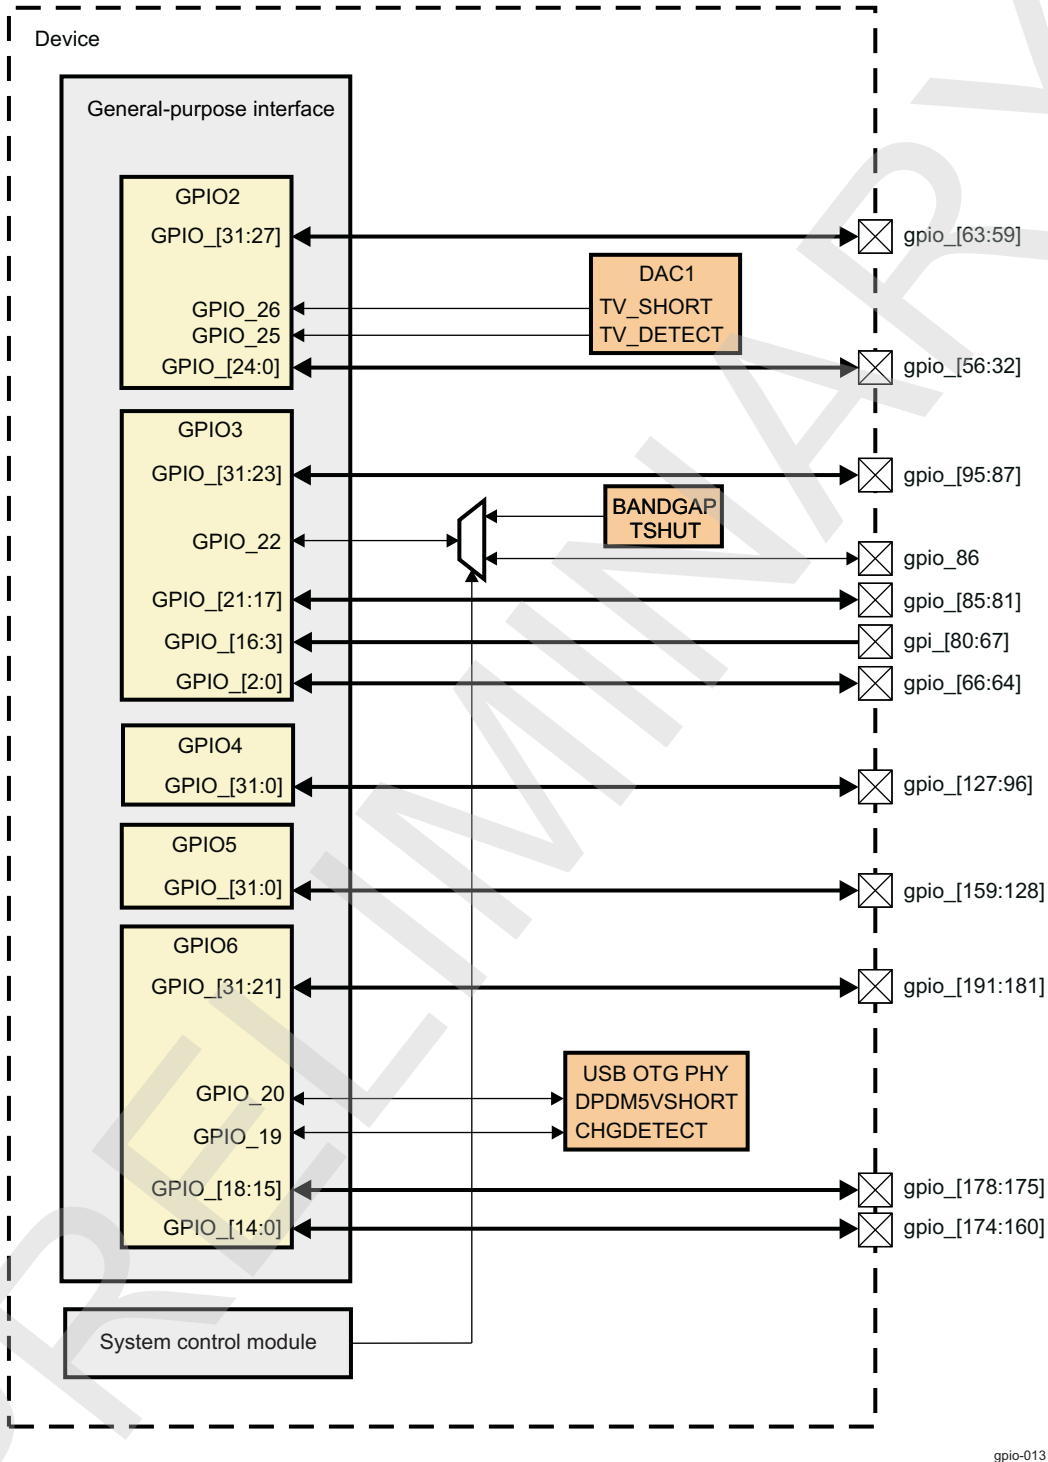 Device
General-purpose interface
GPIO2
GPIO_[31:27]
gpio_[63:59]
DAC1
GPIO_26
TV_SHORT
GPIO_25
TV_DETECT
GPIO_[24:0]
gpio_[56:32]
GPIO3
GPIO_[31:23]
gpio_[95:87]
BANDGAP
TSHUT
GPIO_22
gpio_86
GPIO_[21:17]
gpio_[85:81]
GPIO_[16:3]
gpi_[80:67]
GPIO_[2:0]
gpio_[66:64]
GPIO4
GPIO_[31:0]
gpio_[127:96]
GPIO5
GPIO_[31:0]
gpio_[159:128]
GPIO6
GPIO_[31:21]
gpio_[191:181]
USB OTG PHY
GPIO_20
DPDM5VSHORT
GPIO_19
CHGDETECT
GPIO_[18:15]
gpio_[178:175]
GPIO_[14:0]
gpio_[174:160]
System control module
gpio-013
PRELIMINARY